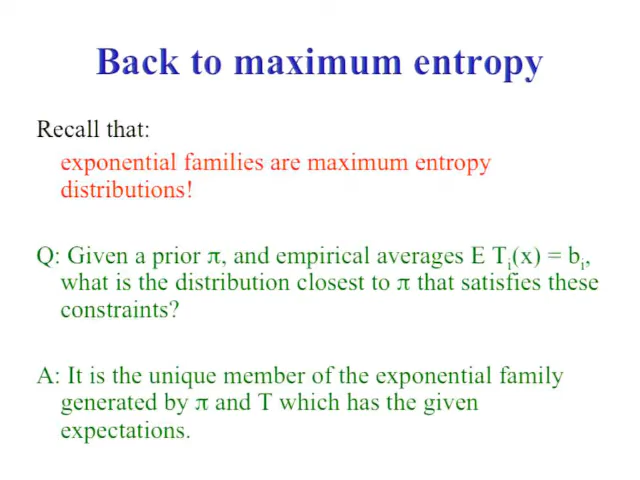 Back to maximum entropy
Recall that:
exponential families are maximum entropy
distributions!
Q: Given a prior π, and empirical averages E Tᵢ(x) = bᵢ,
what is the distribution closest to π that satisfies these
constraints?
A: It is the unique member of the exponential family
generated by π and T which has the given
expectations.